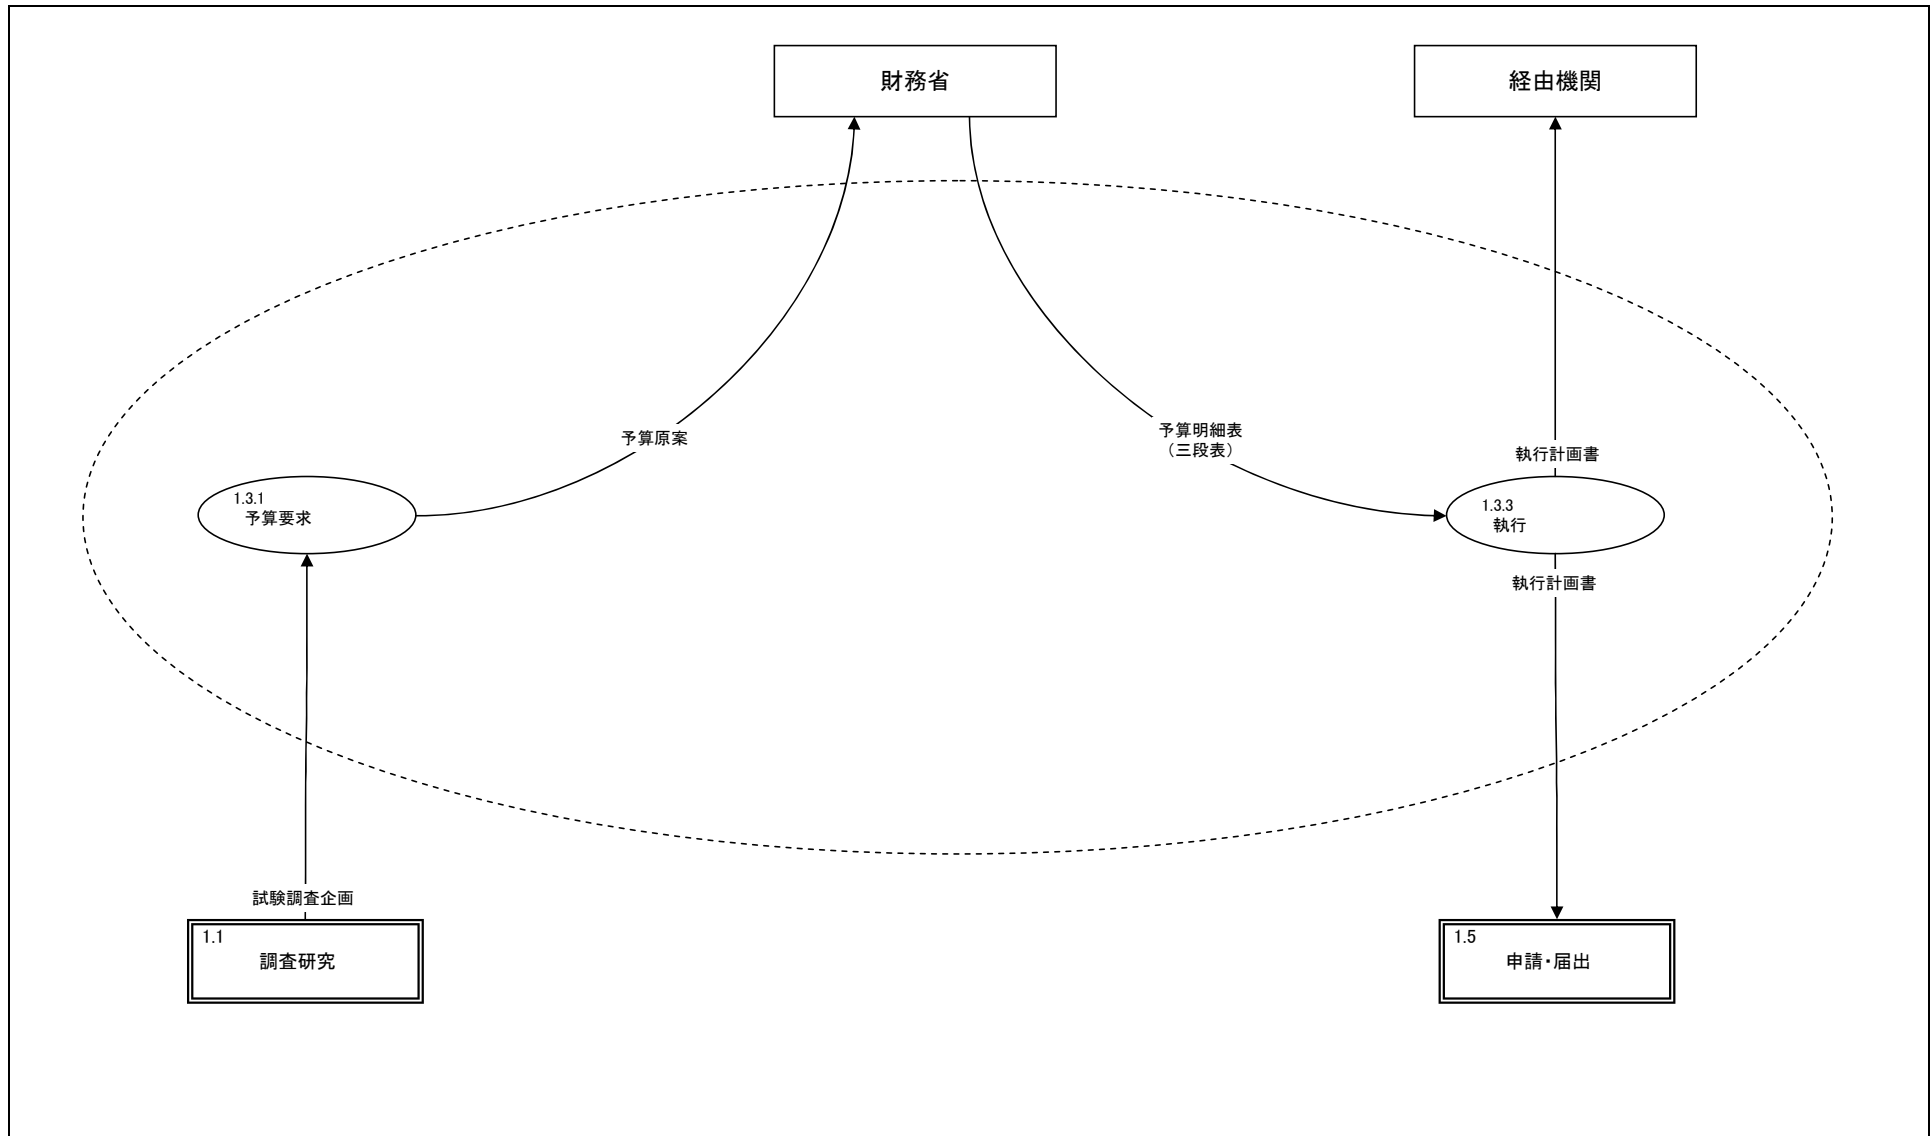 財務省
経由機関
予算原案
予算明細表
（三段表）
執行計画書
1.3.1
予算要求
1.3.3
執行
執行計画書
試験調査企画
1.1
調査研究
1.5
申請・届出